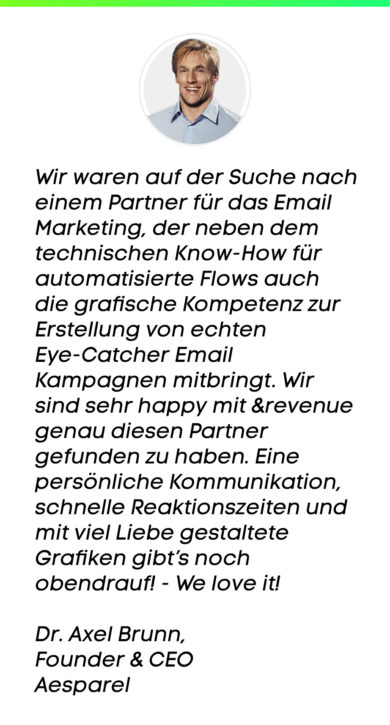 Wir waren auf der Suche nach
einem Partner für das Email
Marketing, der neben dem
technischen Know-How für
automatisierte Flows auch
die grafische Kompetenz zur
Erstellung von echten
Eye-Catcher Email
Kampagnen mitbringt. Wir
sind sehr happy mit &revenue
genau diesen Partner
gefunden zu haben. Eine
persönliche Kommunikation,
schnelle Reaktionszeiten und
mit viel Liebe gestaltete
Grafiken gibt's noch
obendrauf! - We love it!
Dr. Axel Brunn,
Founder & CEO
Aesparel